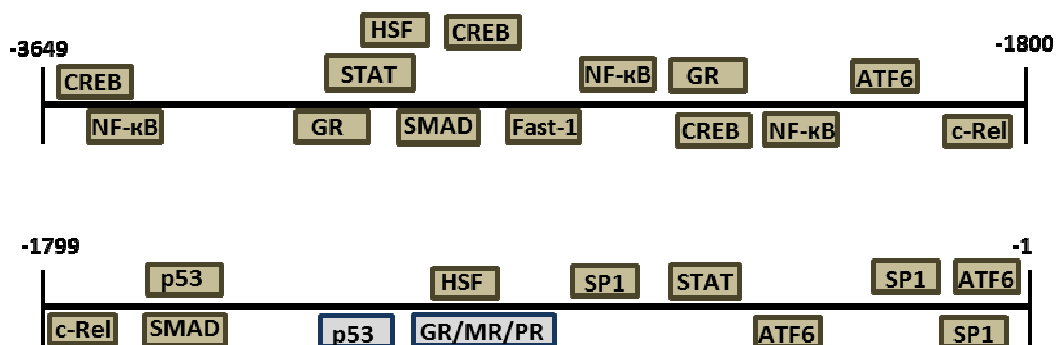 HSF CREB
-3649 -1800
CREB STAT NF-κB GR ATF6
NF-κB GR SMAD Fast-1 CREB NF-κB c-Rel
-1799 -1
p53 HSF SP1 STAT SP1 ATF6
c-Rel SMAD p53 GR/MR/PR ATF6 SP1